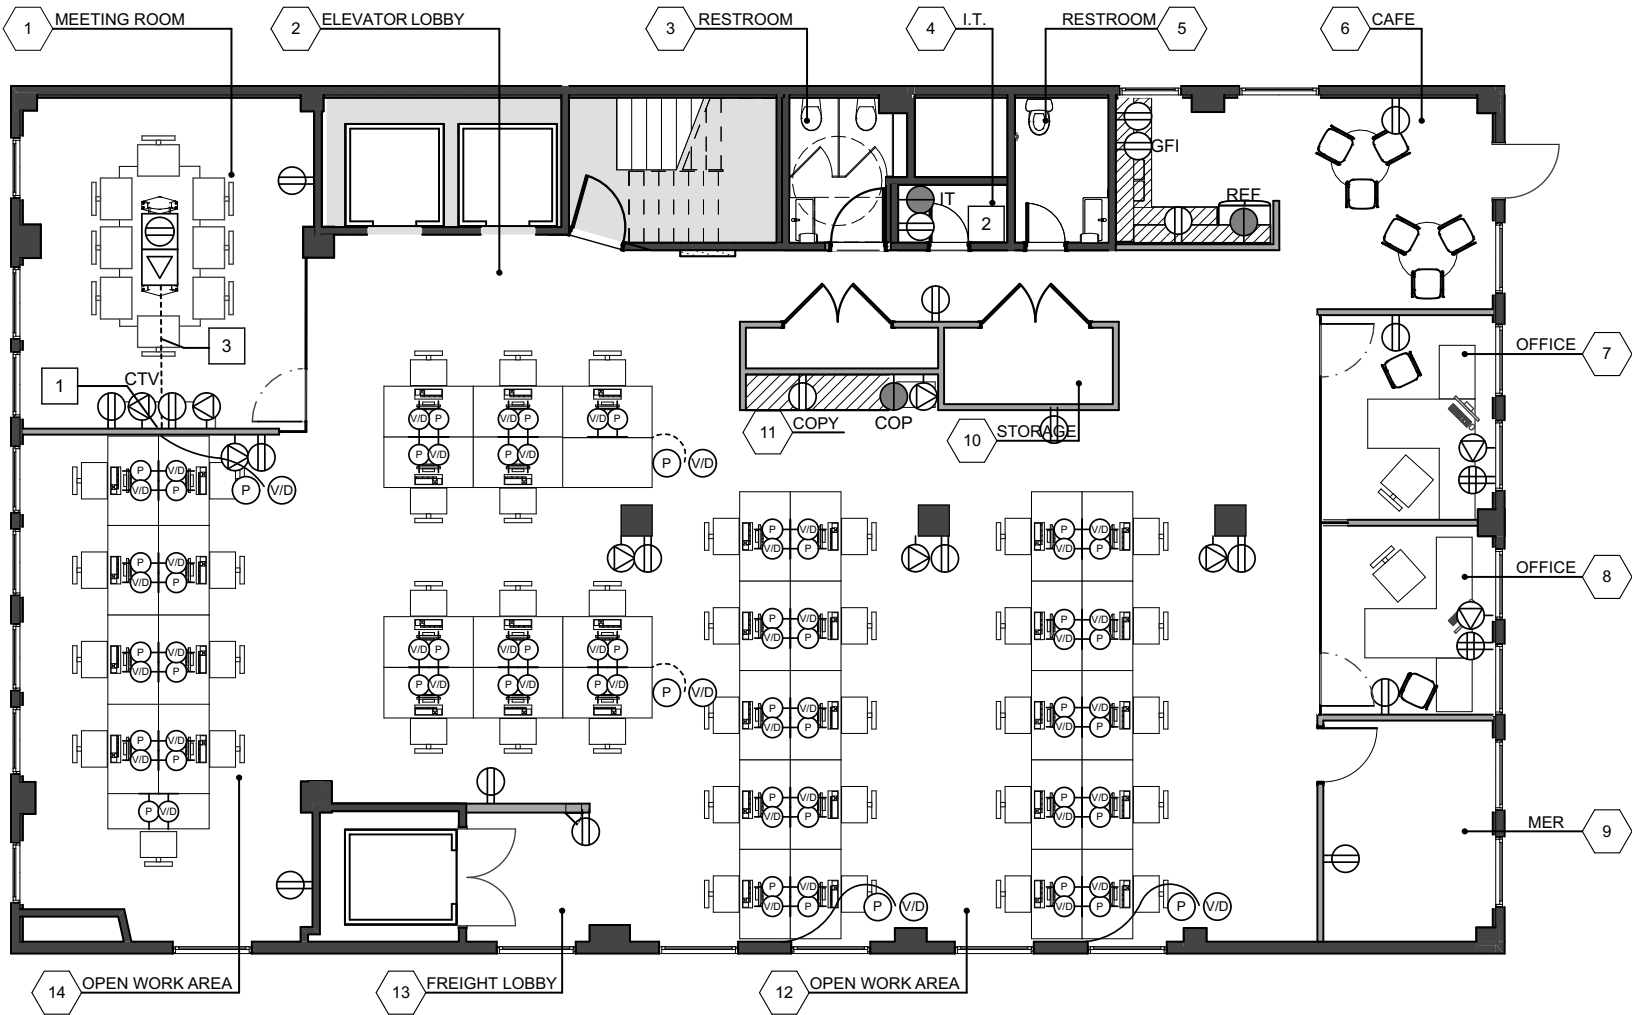 1 MEETING ROOM
2 ELEVATOR LOBBY
3 RESTROOM
4 I.T.
RESTROOM 5
6 CAFE
GFI
IT
2
REF
3
1
CTV
OFFICE 7
11 COPY
COP
10 STORAGE
V/D P V/D P V/D P
P V/D P V/D
P V/D
P V/D
P V/D
V/D P
P V/D
V/D P
P V/D
V/D P
P V/D
V/D P
P V/D
V/D P
OFFICE 8
P V/D
V/D P
V/D P V/D P V/D P
P V/D P V/D P V/D
P V/D
P V/D
V/D P
P V/D
V/D P
P V/D
V/D P
P V/D
V/D P
P V/D
V/D P
P V/D
V/D P
P V/D
P V/D
V/D P
P V/D
V/D P
MER 9
P V/D
V/D P
P V/D
V/D P
P V/D
P V/D
14 OPEN WORK AREA
13 FREIGHT LOBBY
12 OPEN WORK AREA